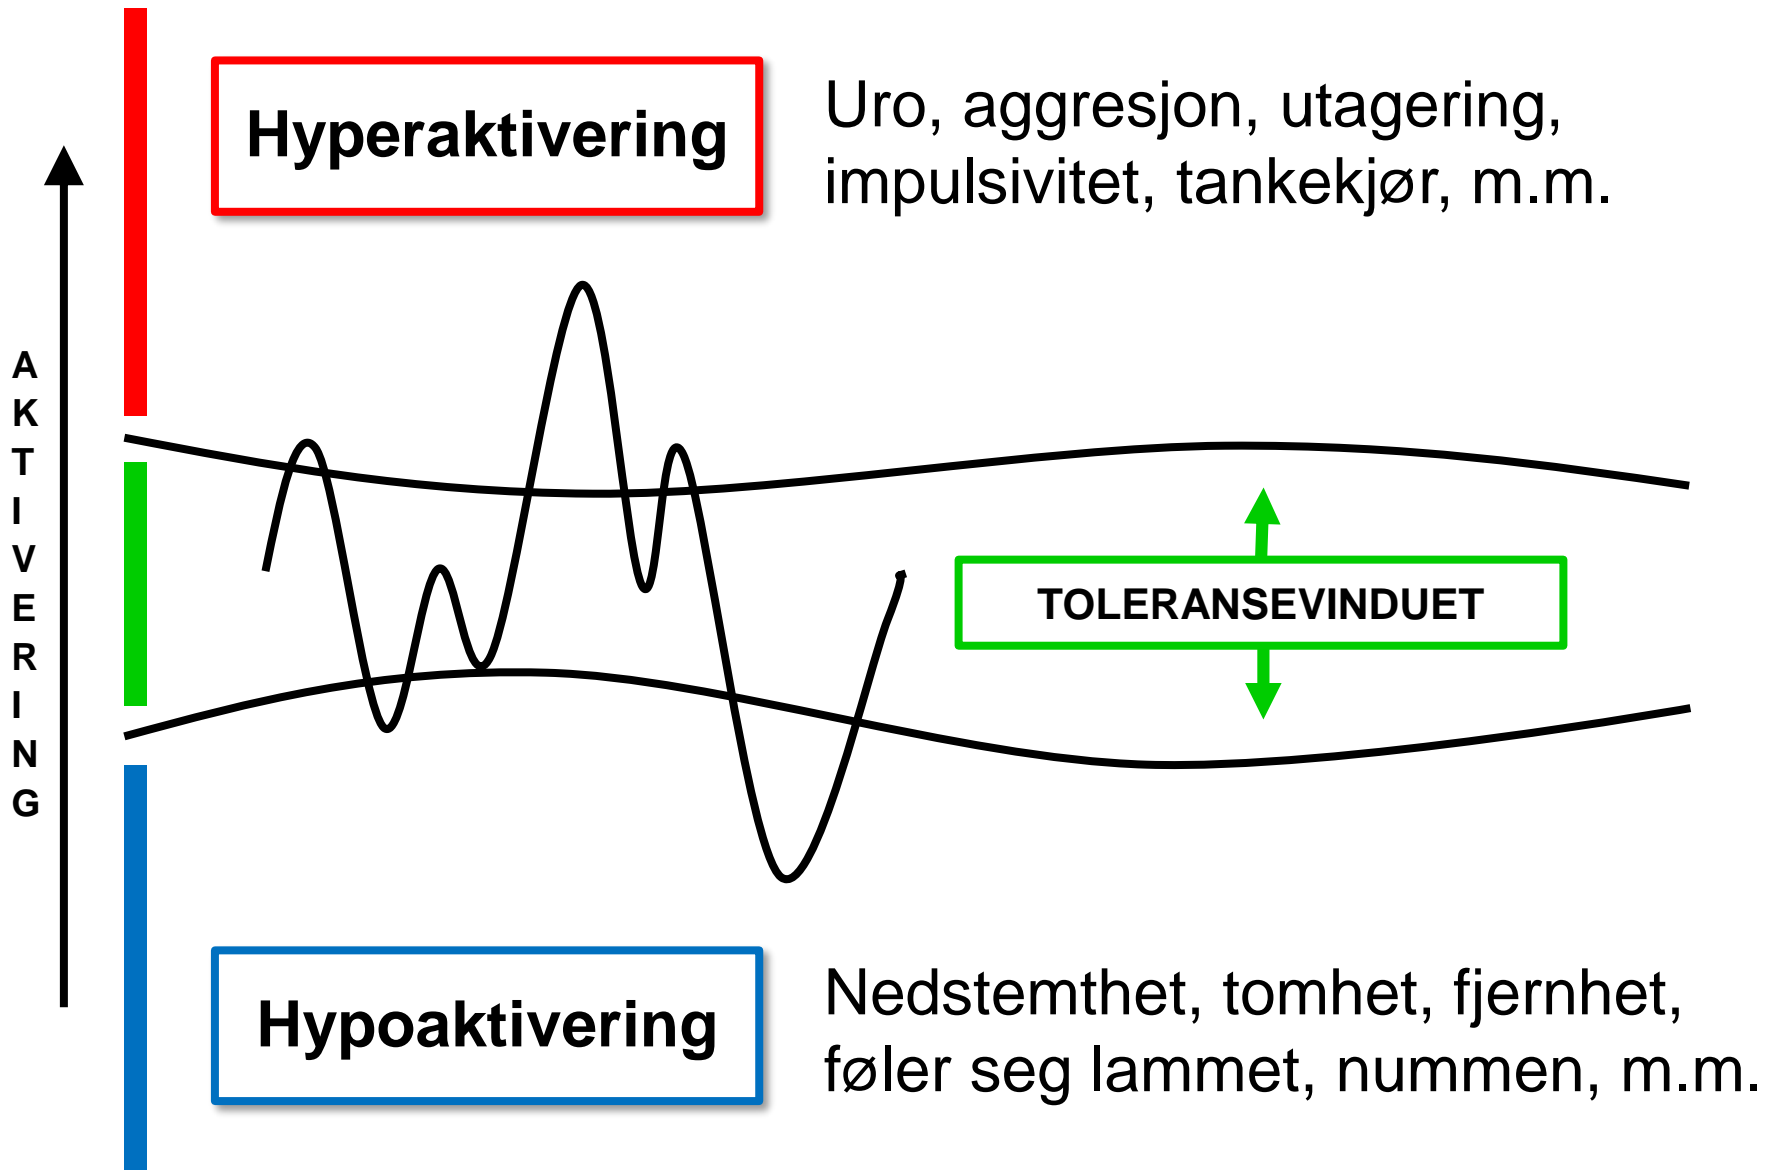 Hyperaktivering
Uro, aggresjon, utagering,
impulsivitet, tankekjør, m.m.
AKTIVERING
TOLERANSEVINDUET
Hypoaktivering
Nedstemthet, tomhet, fjernhet,
føler seg lammet, nummen, m.m.